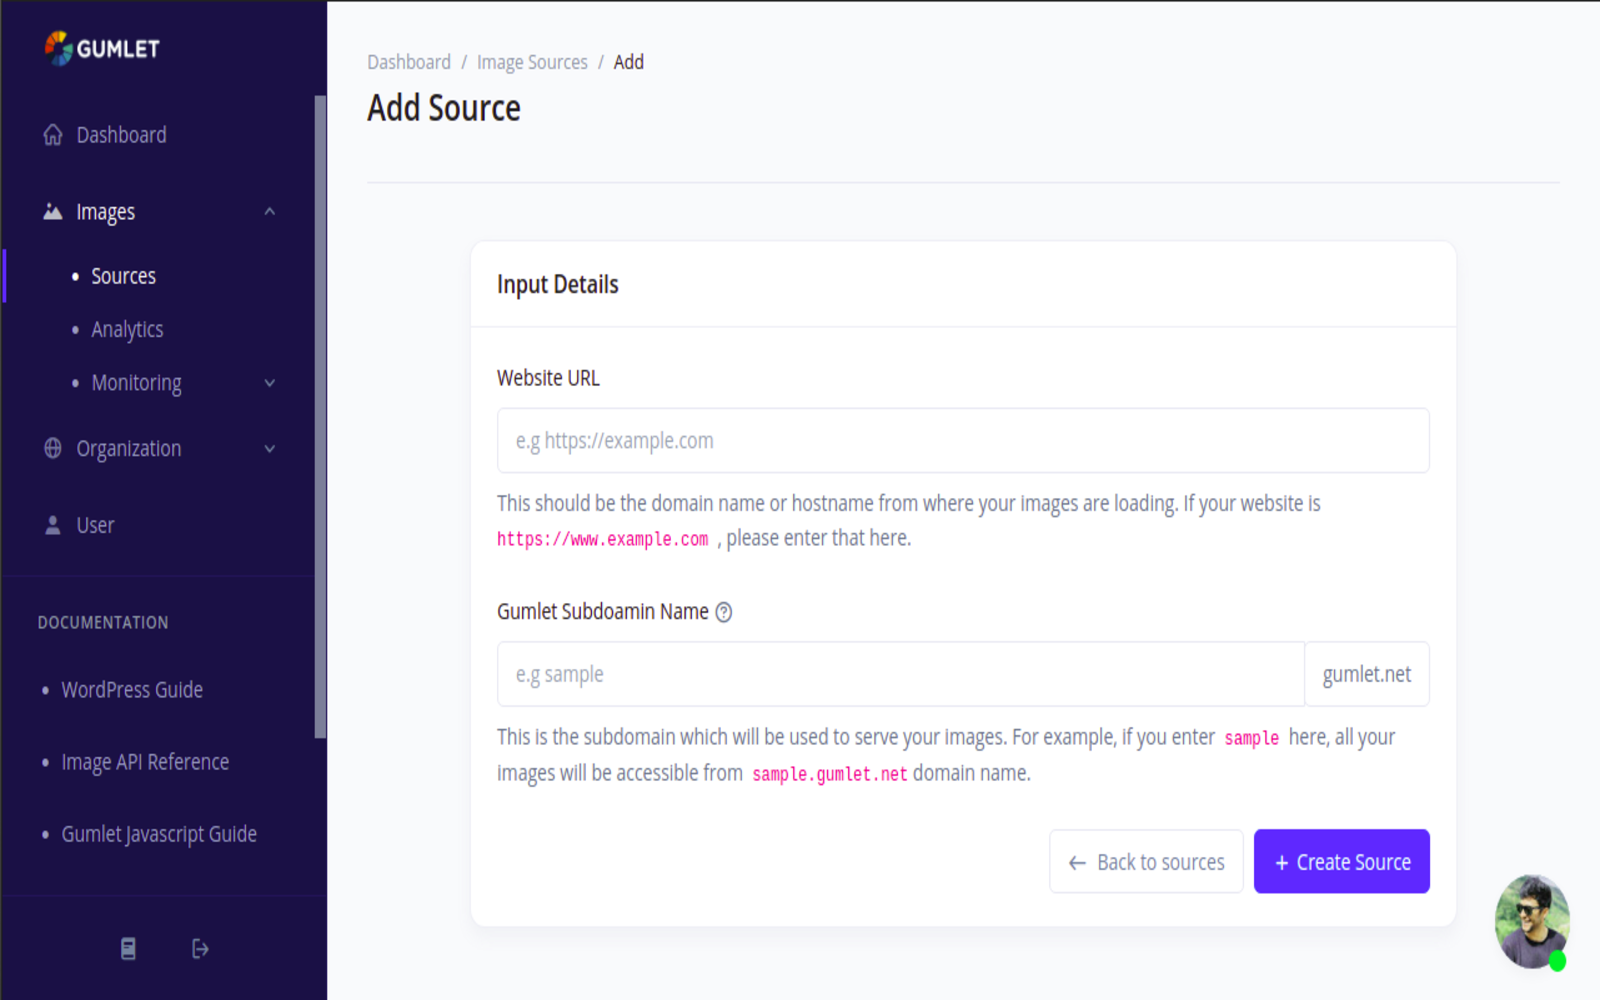 GUMLET
Dashboard
Images
Sources
Analytics
Monitoring
Organization
User
DOCUMENTATION
WordPress Guide
Image API Reference
Gumlet Javascript Guide
Dashboard / Image Sources / Add
Add Source
Input Details
Website URL
e.g https://example.com
This should be the domain name or hostname from where your images are loading. If your website is
https://www.example.com , please enter that here.
Gumlet Subdoamin Name
e.g sample
gumlet.net
This is the subdomain which will be used to serve your images. For example, if you enter sample here, all your
images will be accessible from sample.gumlet.net domain name.
← Back to sources
+ Create Source